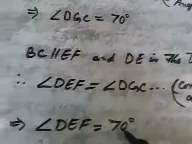 ⇒ ∠DGC = 70°
BC ∥ EF and DE is the
∴ ∠DEF = ∠DGC ...
⇒ ∠DEF = 70°